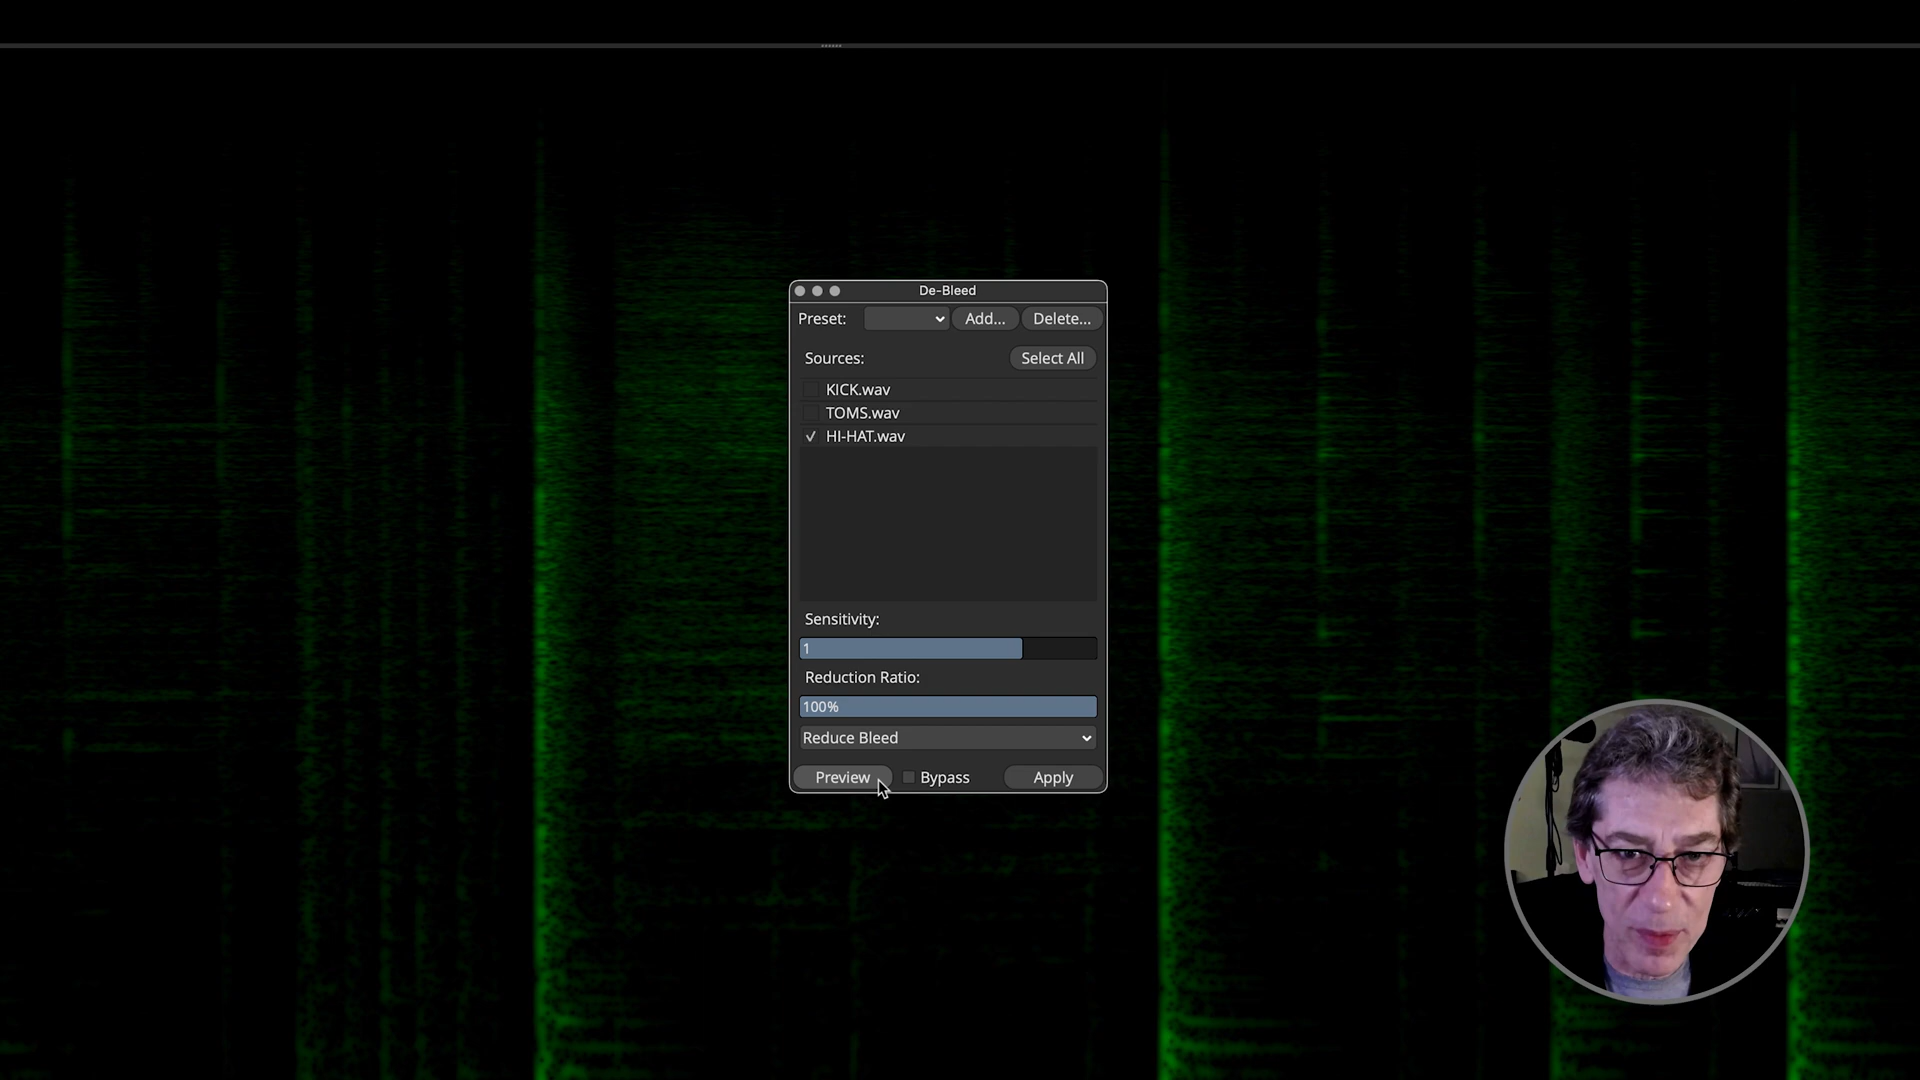 De-Bleed
Preset:
Add...
Delete...
Sources:
Select All
KICK.wav
TOMS.wav
HI-HAT.wav
Sensitivity:
1
Reduction Ratio:
100%
Reduce Bleed
Preview
Bypass
Apply